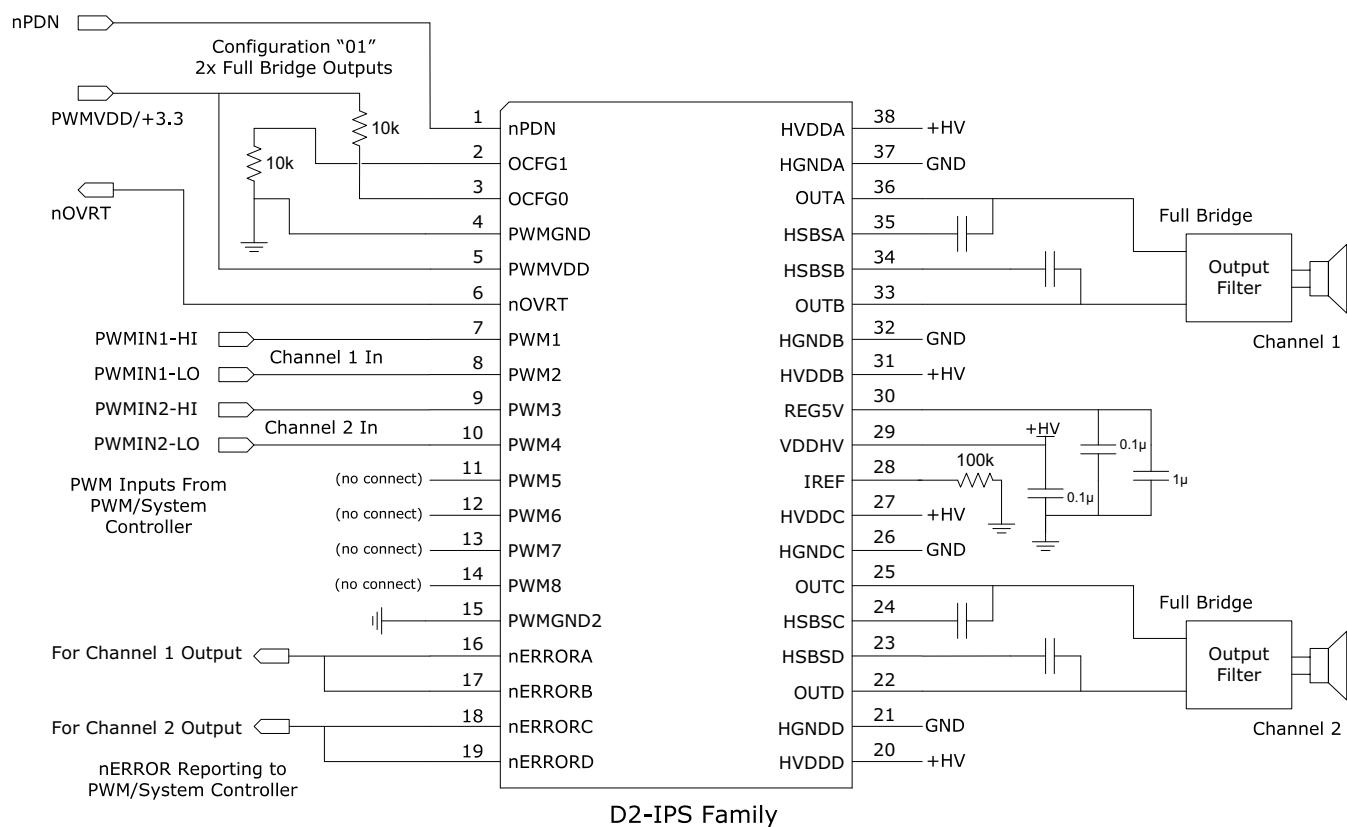 nPDN
Configuration “01”
2x Full Bridge Outputs
PWMVDD/+3.3
10k
10k
nOVRT
PWMIN1-HI
Channel 1 In
PWMIN1-LO
PWMIN2-HI
Channel 2 In
PWMIN2-LO
PWM Inputs From
PWM/System
Controller
(no connect)
(no connect)
(no connect)
(no connect)
For Channel 1 Output
For Channel 2 Output
nERROR Reporting to
PWM/System Controller
1 nPDN
2 OCFG1
3 OCFG0
4 PWMGND
5 PWMVDD
6 nOVRT
7 PWM1
8 PWM2
9 PWM3
10 PWM4
11 PWM5
12 PWM6
13 PWM7
14 PWM8
15 PWMGND2
16 nERRORA
17 nERRORB
18 nERRORC
19 nERRORD
HVDDA 38 +HV
HGNDA 37 GND
OUTA 36
HSBSA 35
HSBSB 34
OUTB 33
HGNDB 32 GND
HVDDB 31 +HV
REG5V 30
VDDHV 29 +HV
IREF 28 100k
HVDDC 27 +HV
HGNDC 26 GND
OUTC 25
HSBSC 24
HSBSD 23
OUTD 22
HGNDD 21 GND
HVDDD 20 +HV
0.1µ
0.1µ
1µ
Full Bridge
Output
Filter
Channel 1
Full Bridge
Output
Filter
Channel 2
D2-IPS Family